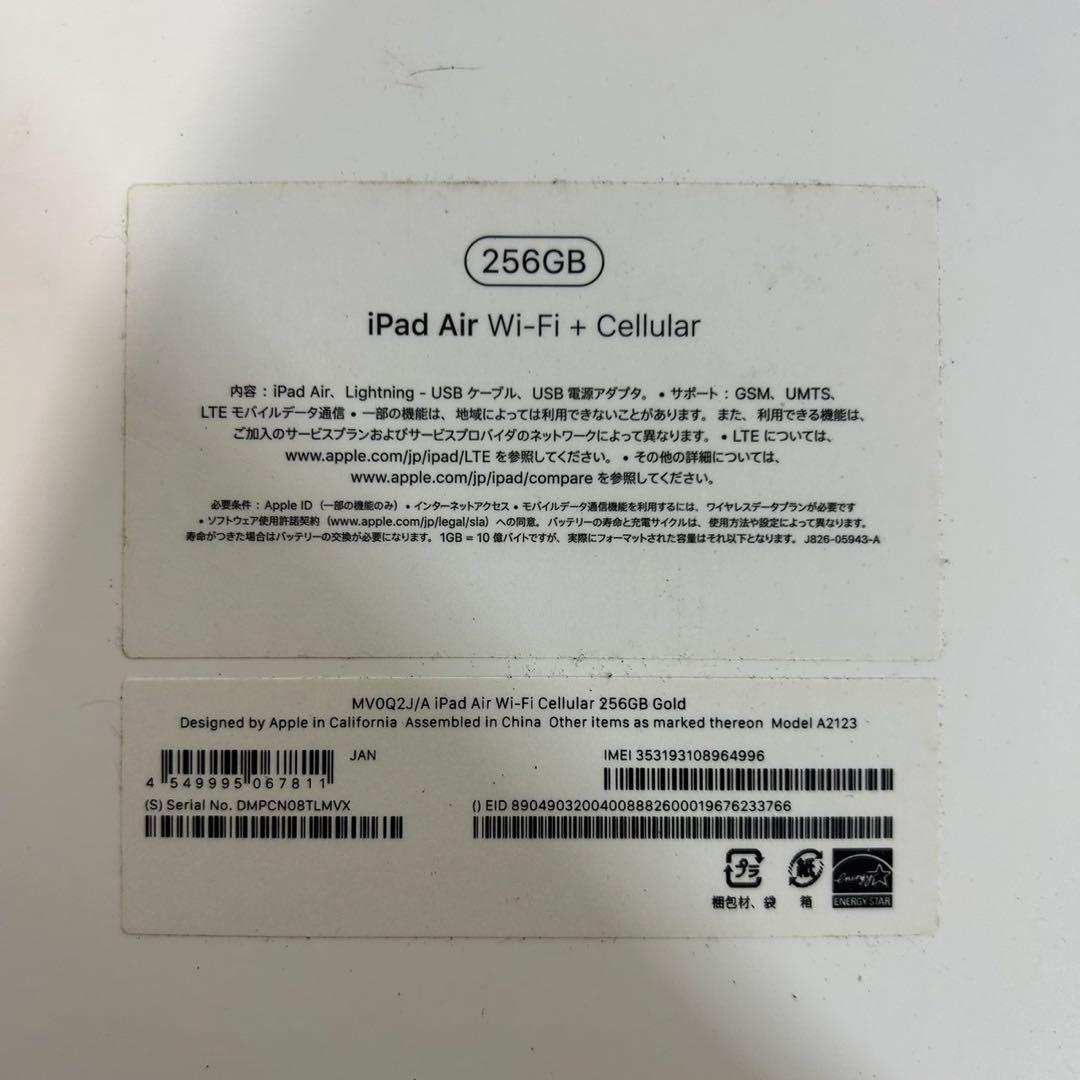 256GB
iPad Air Wi-Fi + Cellular
内容：iPad Air、Lightning - USB ケーブル、USB 電源アダプタ。• サポート：GSM、UMTS、
LTE モバイルデータ通信 • 一部の機能は、地域によっては利用できないことがあります。また、利用できる機能は、
ご加入のサービスプランおよびサービスプロバイダのネットワークによって異なります。• LTE については、
www.apple.com/jp/ipad/LTE を参照してください。• その他の詳細については、
www.apple.com/jp/ipad/compare を参照してください。
必要条件：Apple ID（一部の機能のみ）• インターネットアクセス • モバイルデータ通信機能を利用するには、ワイヤレスデータプランが必要です
• ソフトウェア使用許諾契約（www.apple.com/jp/legal/sla）への同意。バッテリーの寿命と充電サイクルは、使用方法や設定によって異なります。
寿命がつきた場合はバッテリーの交換が必要になります。1GB = 10 億バイトですが、実際にフォーマットされた容量はそれ以下となります。J826-05943-A
MV0Q2J/A iPad Air Wi-Fi Cellular 256GB Gold
Designed by Apple in California Assembled in China Other items as marked thereon Model A2123
JAN
4 549995 067811
IMEI 353193108964996
(S) Serial No. DMPCN08TLMVX
() EID 89049032004008882600019676233766
プラ
紙
energy
ENERGY STAR
梱包材、袋
箱